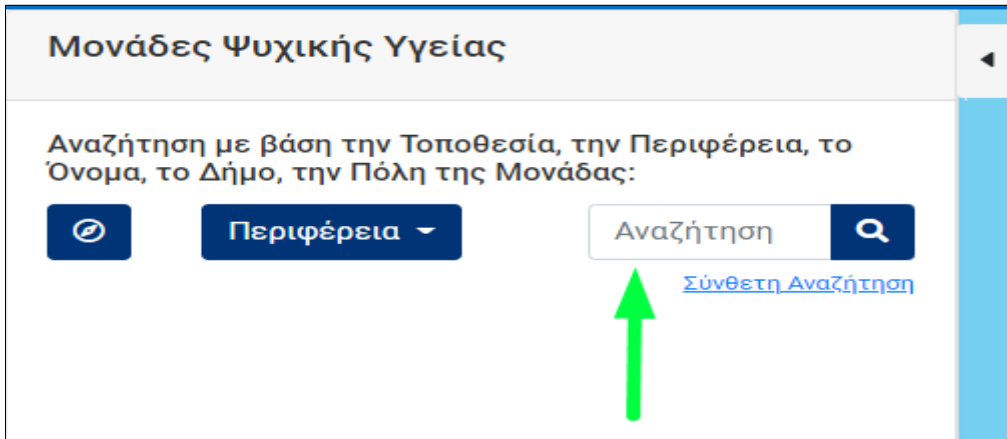 Μονάδες Ψυχικής Υγείας
Αναζήτηση με βάση την Τοποθεσία, την Περιφέρεια, το
Όνομα, το Δήμο, την Πόλη της Μονάδας:
Περιφέρεια
Αναζήτηση
Σύνθετη Αναζήτηση